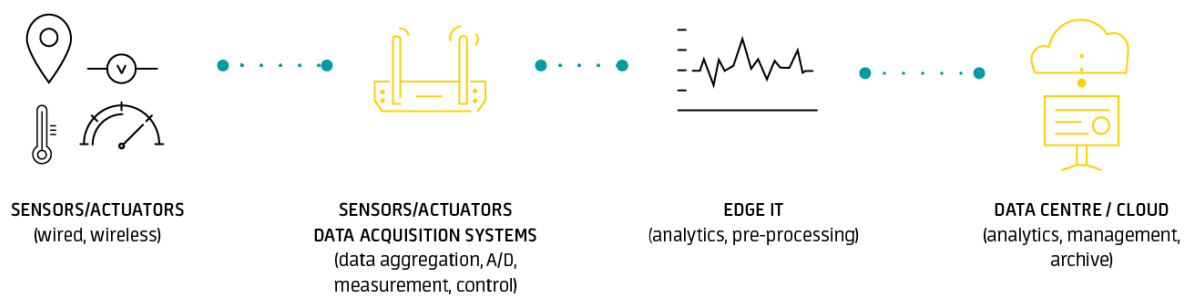 V
SENSORS/ACTUATORS
(wired, wireless)
SENSORS/ACTUATORS
DATA ACQUISITION SYSTEMS
(data aggregation, A/D,
measurement, control)
EDGE IT
(analytics, pre-processing)
DATA CENTRE / CLOUD
(analytics, management,
archive)